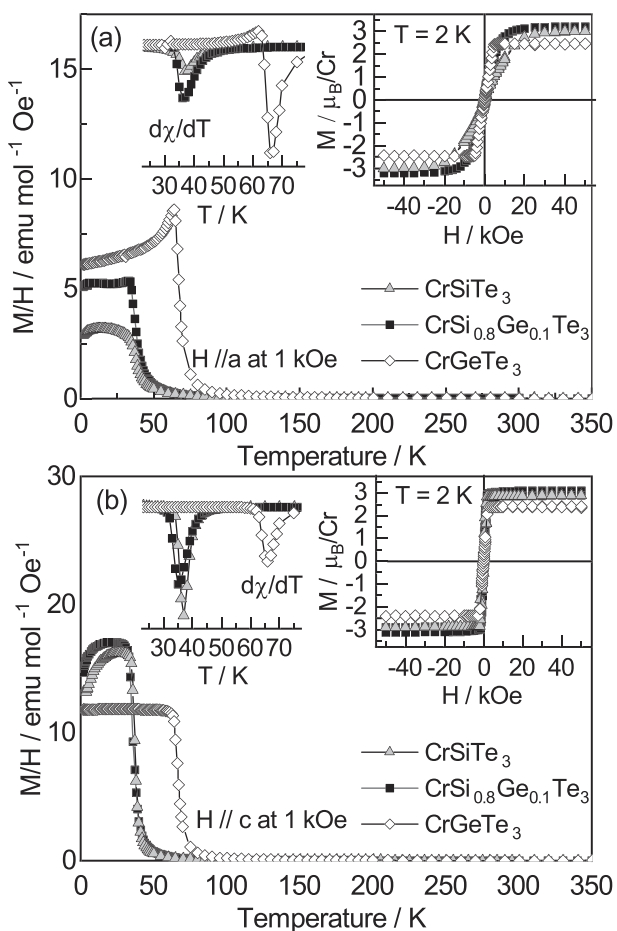 (a)
dχ/dT
30 40 50 60 70
T / K
T = 2 K
3
2
1
0
-1
-2
-3
M / μB/Cr
-40 -20 0 20 40
H / kOe
15
10
5
0
M/H / emu mol⁻¹ Oe⁻¹
CrSiTe₃
CrSi₀.₈Ge₀.₁Te₃
CrGeTe₃
H //a at 1 kOe
0 50 100 150 200 250 300 350
Temperature / K
(b)
dχ/dT
30 40 50 60 70
T / K
T = 2 K
3
2
1
0
-1
-2
-3
M / μB/Cr
-40 -20 0 20 40
H / kOe
30
20
10
0
M/H / emu mol⁻¹ Oe⁻¹
CrSiTe₃
CrSi₀.₈Ge₀.₁Te₃
CrGeTe₃
H // c at 1 kOe
0 50 100 150 200 250 300 350
Temperature / K